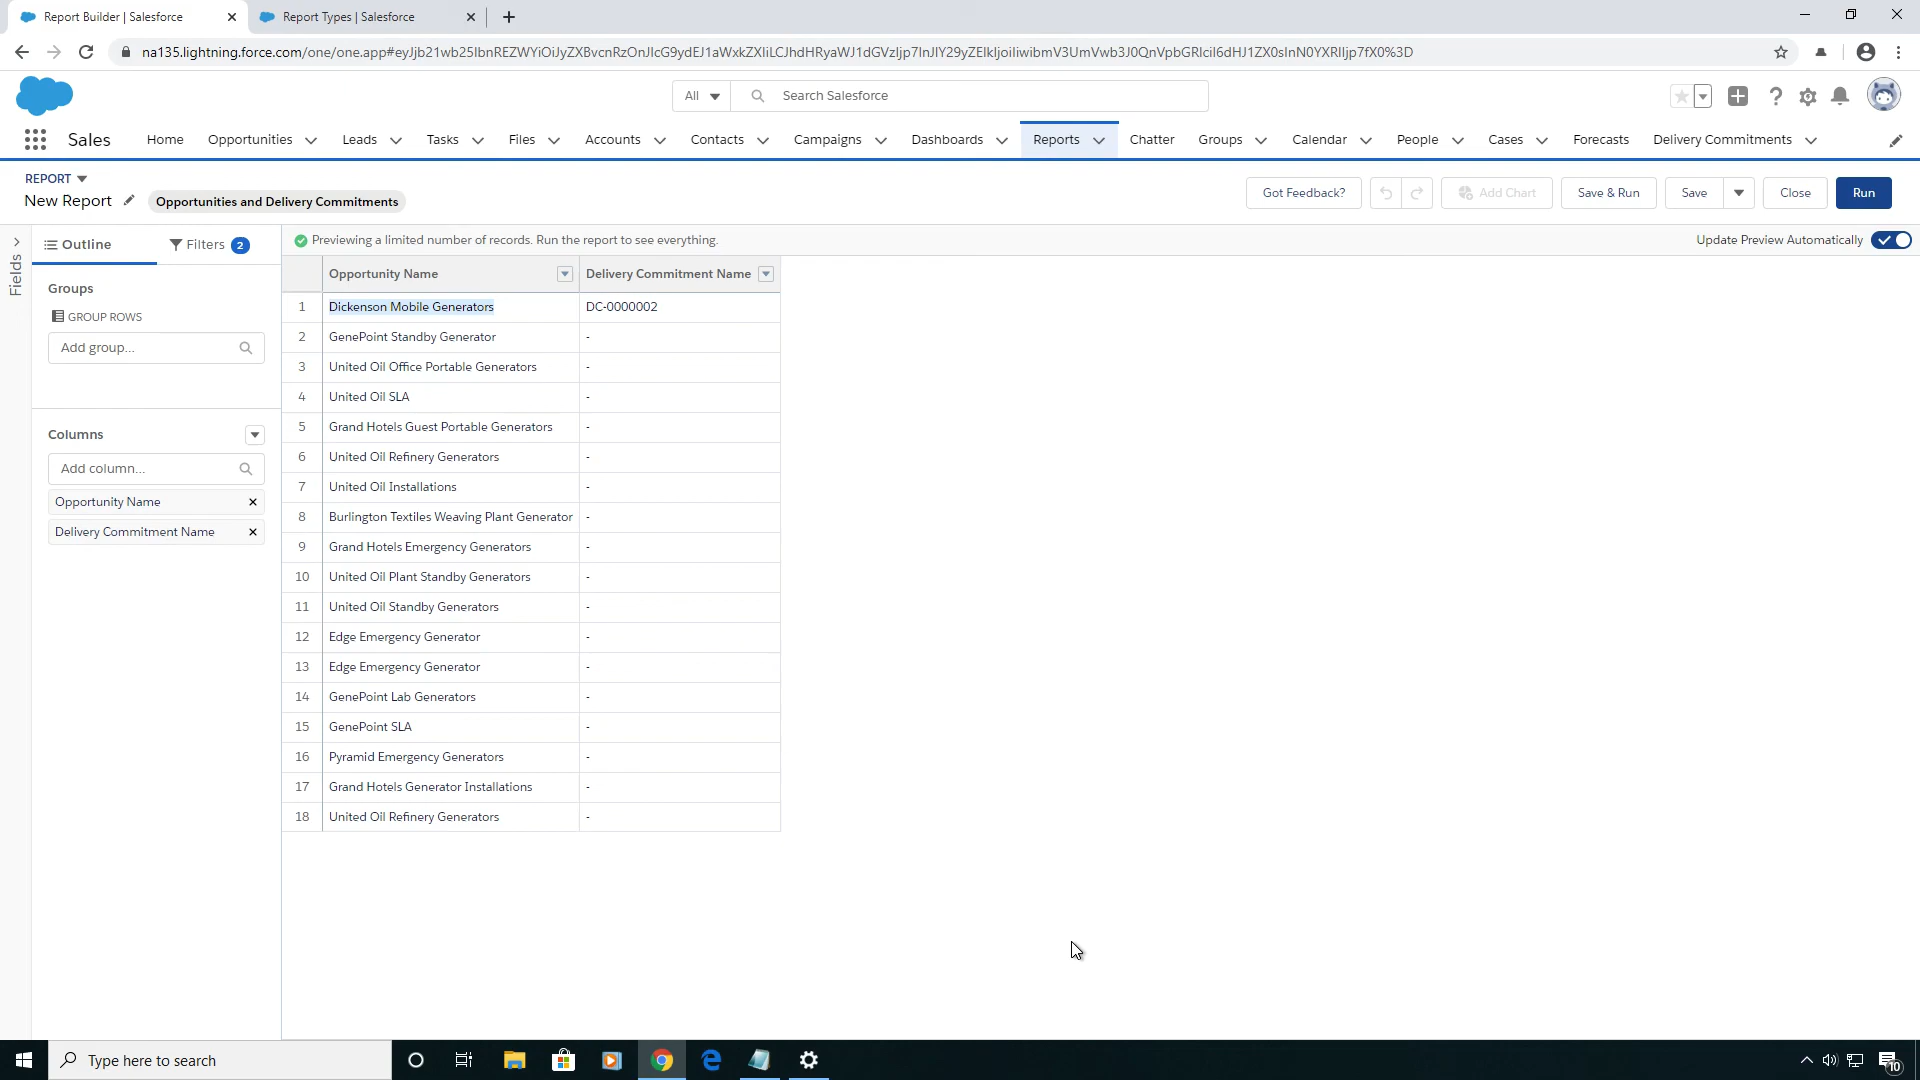 Report Builder | Salesforce
Report Types | Salesforce
na135.lightning.force.com/one/one.app#eyJjb21wb25lbnREZWYiOiJyZXBvcnRzOnJlcG9ydEJ1aWxkZXIiLCJhdHRyaWJ1dGVzIjp7InJlY29yZElkIjoiIiwibmV3UmVwb3J0QnVpbGRlciI6dHJ1ZX0sInN0YXRlIjp7fX0%3D
All
Search Salesforce
Sales
Home
Opportunities
Leads
Tasks
Files
Accounts
Contacts
Campaigns
Dashboards
Reports
Chatter
Groups
Calendar
People
Cases
Forecasts
Delivery Commitments
REPORT
New Report
Opportunities and Delivery Commitments
Got Feedback?
Add Chart
Save & Run
Save
Close
Run
Fields
Outline
Filters 2
Previewing a limited number of records. Run the report to see everything.
Update Preview Automatically
Groups
GROUP ROWS
Add group...
Columns
Add column...
Opportunity Name
Delivery Commitment Name
Opportunity Name Delivery Commitment Name
1 Dickenson Mobile Generators DC-0000002
2 GenePoint Standby Generator -
3 United Oil Office Portable Generators -
4 United Oil SLA -
5 Grand Hotels Guest Portable Generators -
6 United Oil Refinery Generators -
7 United Oil Installations -
8 Burlington Textiles Weaving Plant Generator -
9 Grand Hotels Emergency Generators -
10 United Oil Plant Standby Generators -
11 United Oil Standby Generators -
12 Edge Emergency Generator -
13 Edge Emergency Generator -
14 GenePoint Lab Generators -
15 GenePoint SLA -
16 Pyramid Emergency Generators -
17 Grand Hotels Generator Installations -
18 United Oil Refinery Generators -
Type here to search
10